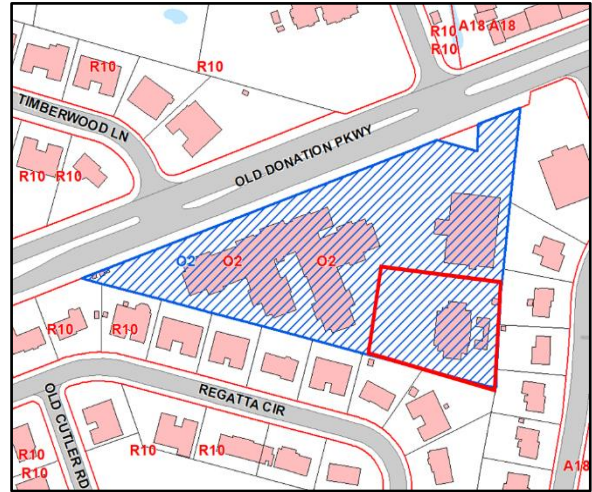 R10
A18 A18
R10
R10
R10
TIMBERWOOD LN
OLD DONATION PKWY
R10 R10
O2 O2 O2
R10 R10
REGATTA CIR
OLD CUTLER RD
R10 R10
R10
R10
A18